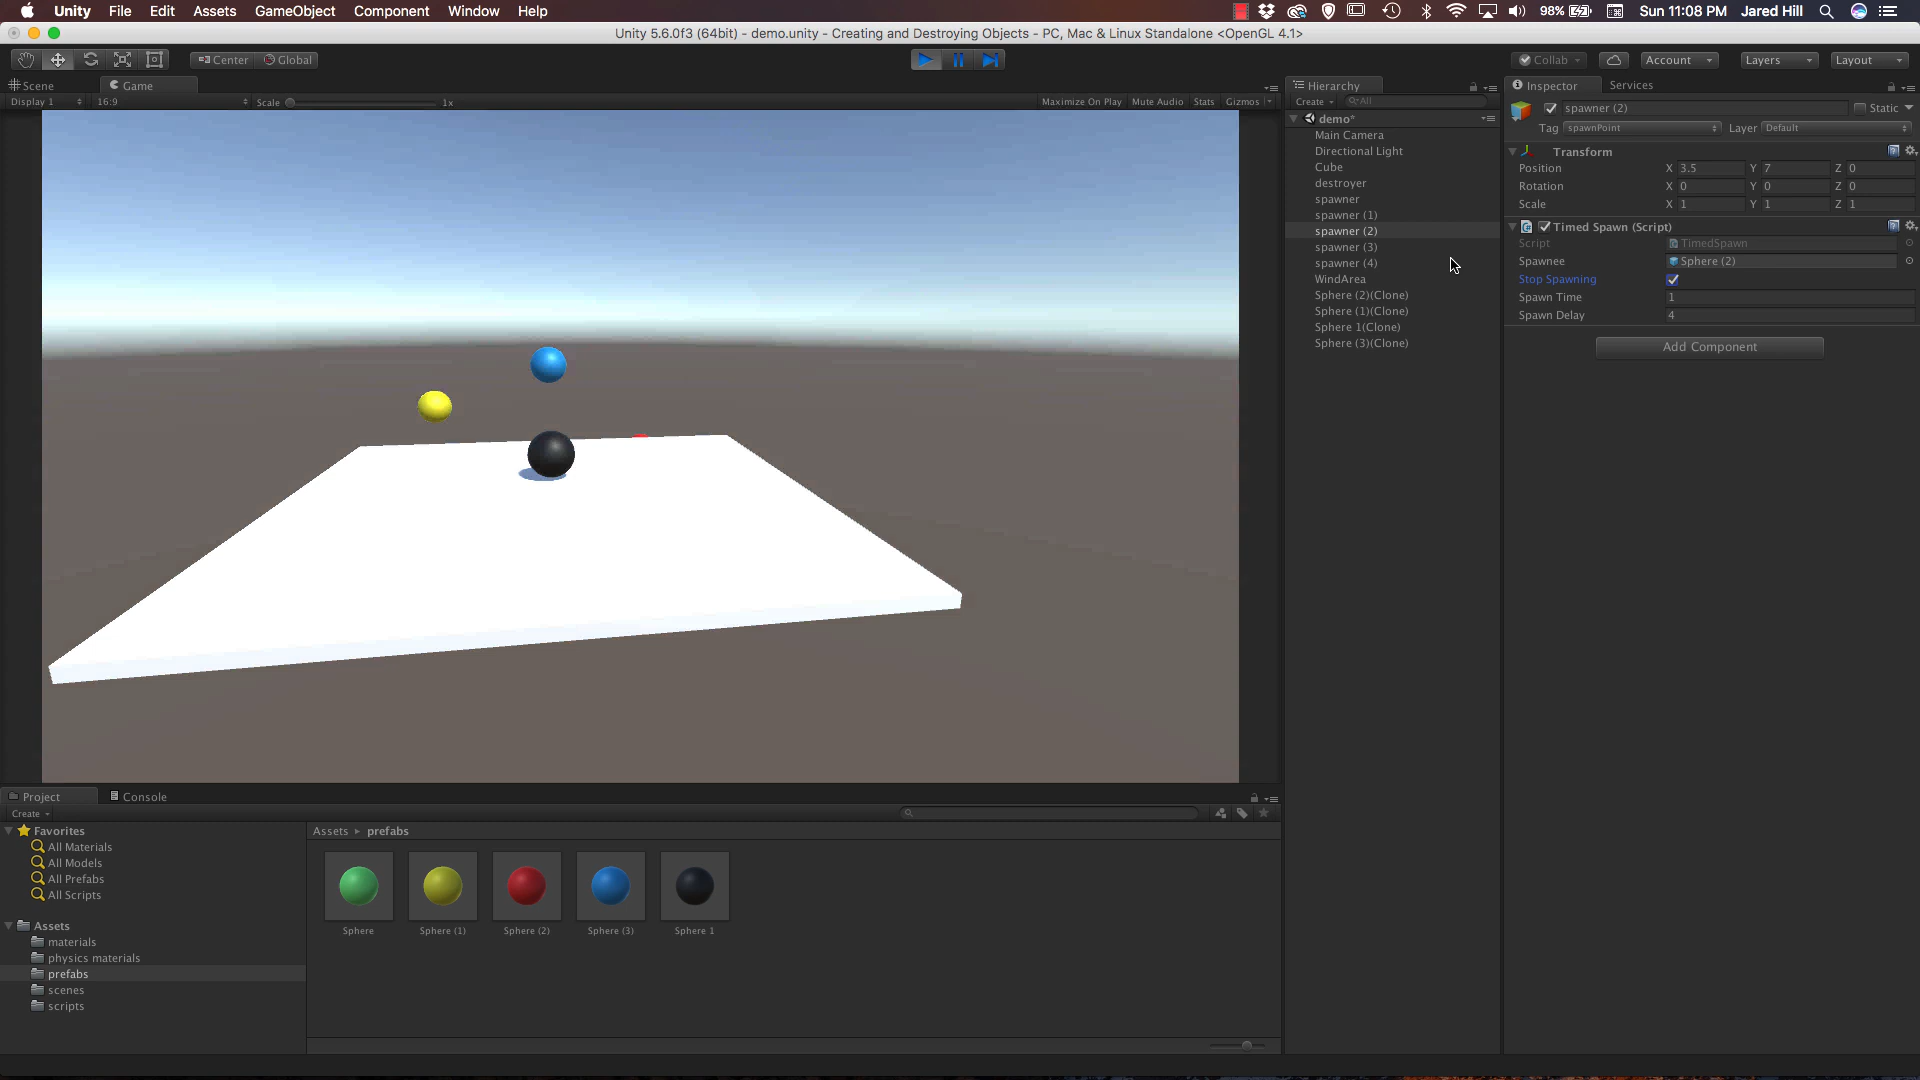 Unity File Edit Assets GameObject Component Window Help 98% Sun 11:08 PM Jared Hill
Unity 5.6.0f3 (64bit) - demo.unity - Creating and Destroying Objects - PC, Mac & Linux Standalone <OpenGL 4.1>
Center Global Collab Account Layers Layout
Scene Game
Display 1 16:9 Scale 1x Maximize On Play Mute Audio Stats Gizmos
Hierarchy
Create All
demo*
Main Camera
Directional Light
Cube
destroyer
spawner
spawner (1)
spawner (2)
spawner (3)
spawner (4)
WindArea
Sphere (2)(Clone)
Sphere (1)(Clone)
Sphere 1(Clone)
Sphere (3)(Clone)
Inspector Services
spawner (2) Static
Tag spawnPoint Layer Default
Transform
Position X 3.5 Y 7 Z 0
Rotation X 0 Y 0 Z 0
Scale X 1 Y 1 Z 1
Timed Spawn (Script)
Script TimedSpawn
Spawnee Sphere (2)
Stop Spawning
Spawn Time 1
Spawn Delay 4
Add Component
Project Console
Create
Favorites
All Materials
All Models
All Prefabs
All Scripts
Assets
materials
physics materials
prefabs
scenes
scripts
Assets prefabs
Sphere Sphere (1) Sphere (2) Sphere (3) Sphere 1